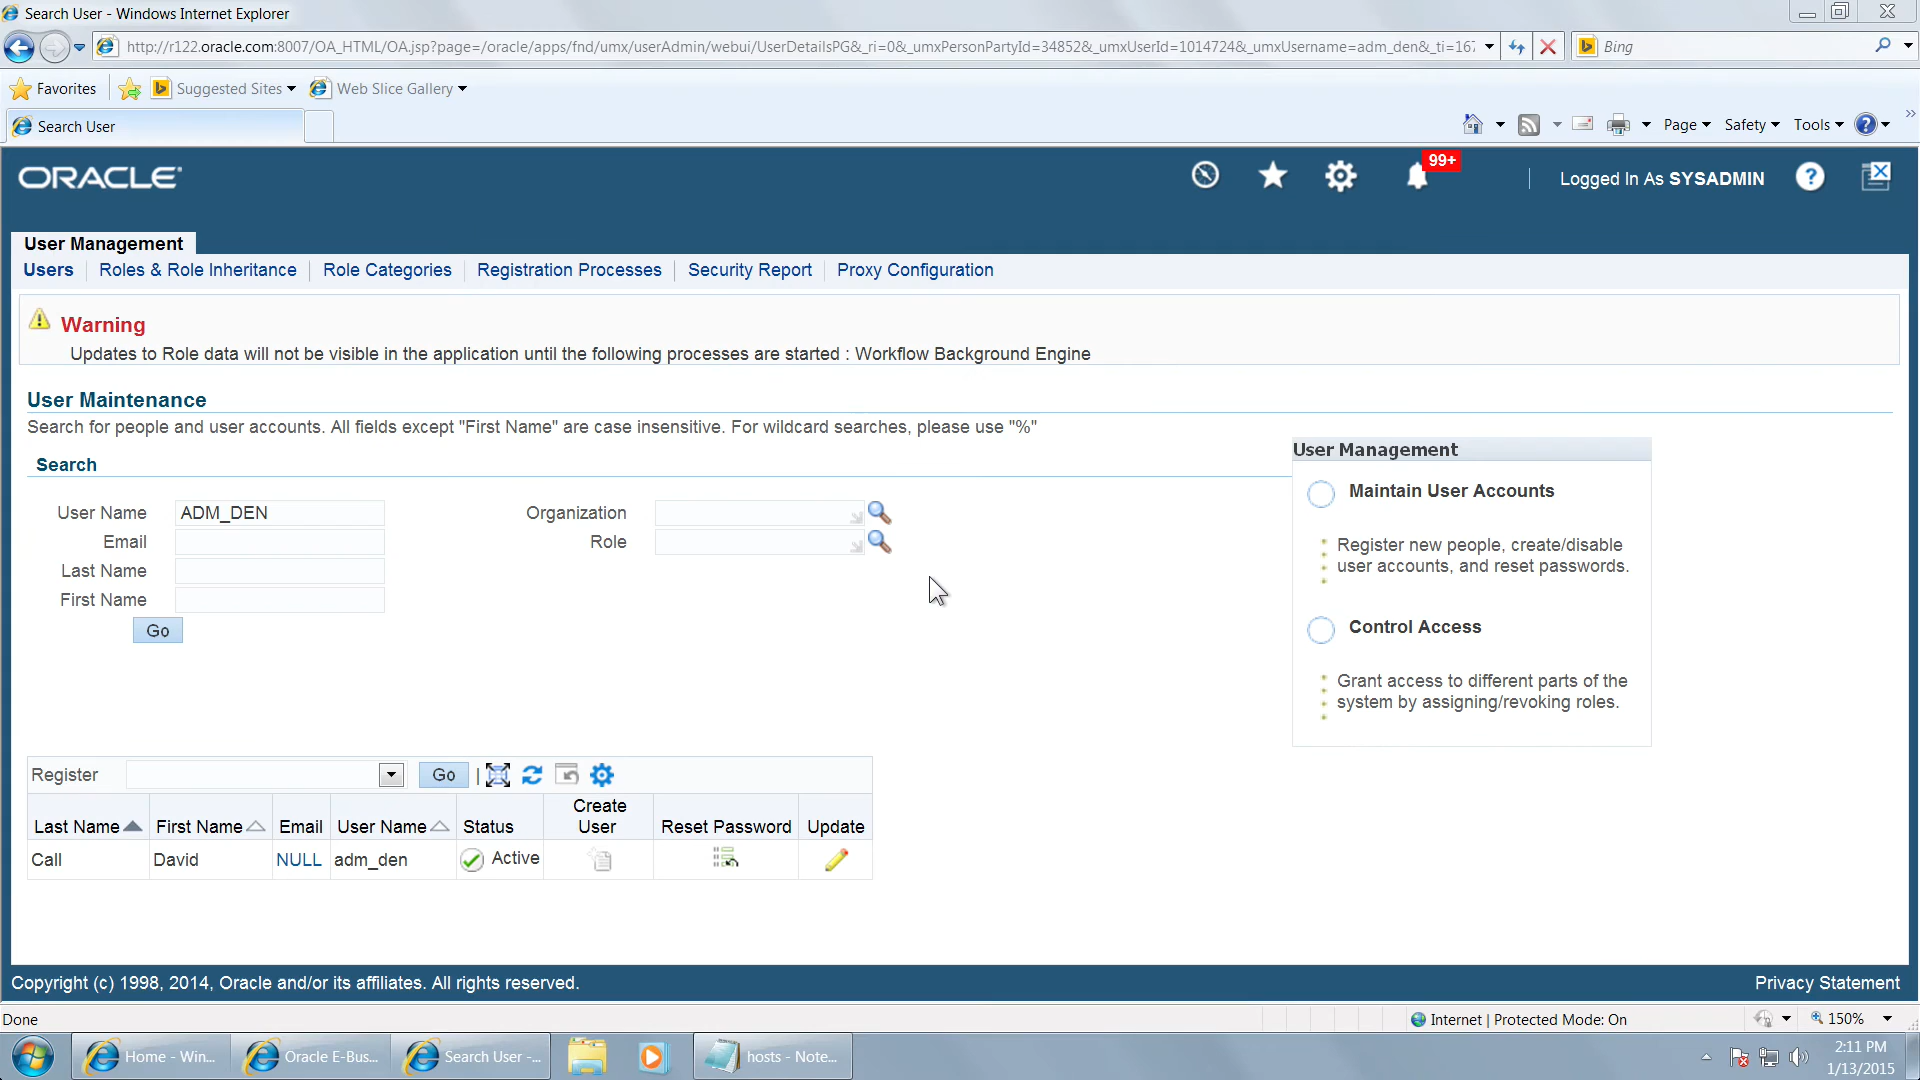 Search User - Windows Internet Explorer
http://r122.oracle.com:8007/OA_HTML/OA.jsp?page=/oracle/apps/fnd/umx/userAdmin/webui/UserDetailsPG&_ri=0&_umxPersonPartyId=34852&_umxUserId=1014724&_umxUsername=adm_den&_ti=167
Bing
Favorites
Suggested Sites
Web Slice Gallery
Search User
Page
Safety
Tools
ORACLE
99+
Logged In As SYSADMIN
User Management
Users
Roles & Role Inheritance
Role Categories
Registration Processes
Security Report
Proxy Configuration
Warning
Updates to Role data will not be visible in the application until the following processes are started : Workflow Background Engine
User Maintenance
Search for people and user accounts. All fields except "First Name" are case insensitive. For wildcard searches, please use "%"
Search
User Name ADM_DEN
Email
Last Name
First Name
Go
Organization
Role
User Management
Maintain User Accounts
Register new people, create/disable
user accounts, and reset passwords.
Control Access
Grant access to different parts of the
system by assigning/revoking roles.
Register Go
Last Name First Name Email User Name Status Create User Reset Password Update
Call David NULL adm_den Active
Copyright (c) 1998, 2014, Oracle and/or its affiliates. All rights reserved.
Privacy Statement
Done
Internet | Protected Mode: On
150%
Home - Win...
Oracle E-Bus...
Search User -...
hosts - Note...
2:11 PM
1/13/2015